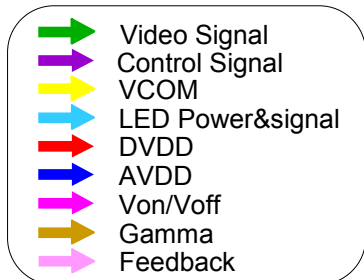 Video Signal
Control Signal
VCOM
LED Power&signal
DVDD
AVDD
Von/Voff
Gamma
Feedback